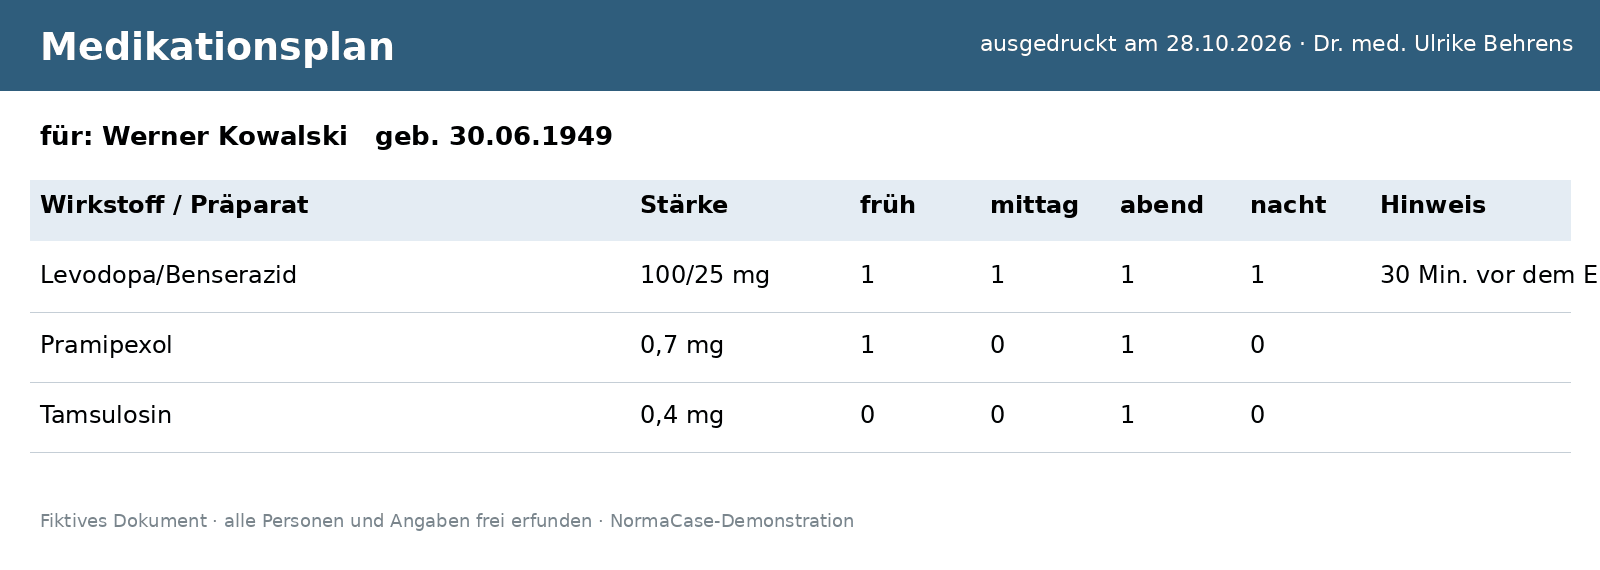 Medikationsplan ausgedruckt am 28.10.2026 · Dr. med. Ulrike Behrens
für: Werner Kowalski geb. 30.06.1949
Wirkstoff / Präparat Stärke früh mittag abend nacht Hinweis
Levodopa/Benserazid 100/25 mg 1 1 1 1 30 Min. vor dem E
Pramipexol 0,7 mg 1 0 1 0
Tamsulosin 0,4 mg 0 0 1 0
Fiktives Dokument · alle Personen und Angaben frei erfunden · NormaCase-Demonstration